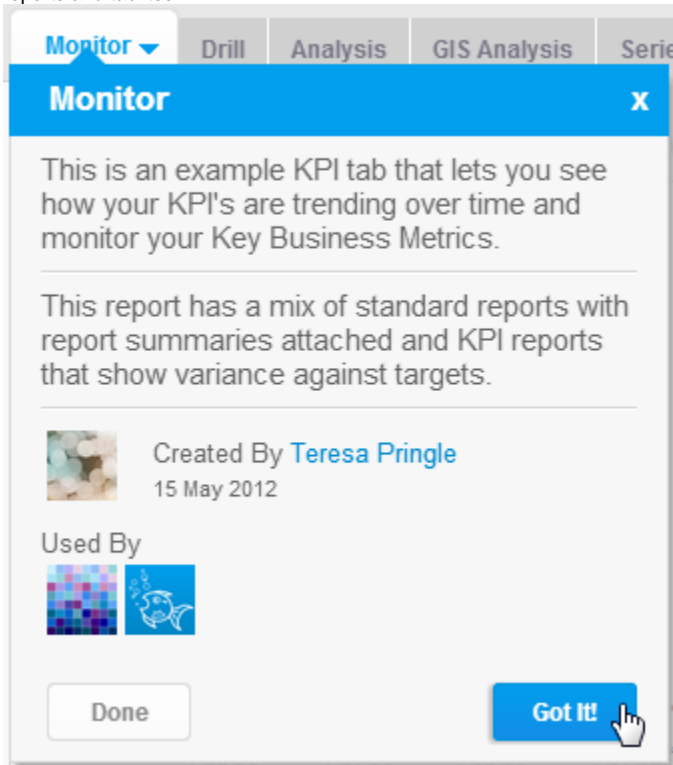 Monitor Drill Analysis GIS Analysis Serie
Monitor x
This is an example KPI tab that lets you see
how your KPI's are trending over time and
monitor your Key Business Metrics.
This report has a mix of standard reports with
report summaries attached and KPI reports
that show variance against targets.
Created By Teresa Pringle
15 May 2012
Used By
Done Got It!